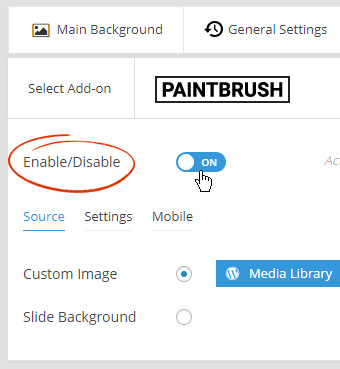 Main Background
General Settings
Select Add-on
PAINTBRUSH
Enable/Disable
ON
Source
Settings
Mobile
Custom Image
Media Library
Slide Background